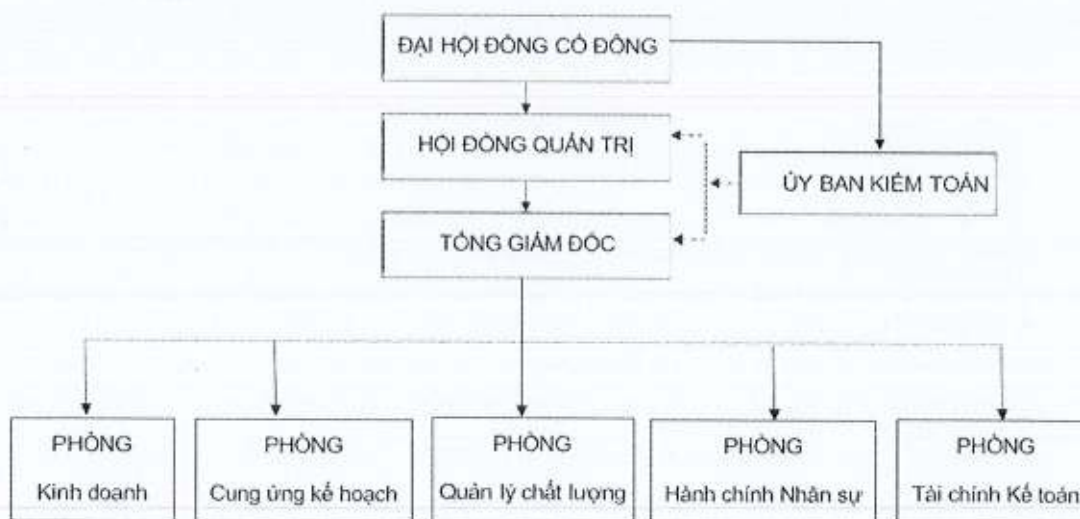 ĐẠI HỘI ĐỒNG CỔ ĐÔNG
HỘI ĐỒNG QUẢN TRỊ
ỦY BAN KIỂM TOÁN
TỔNG GIÁM ĐỐC
PHÒNG
Kinh doanh
PHÒNG
Cung ứng kế hoạch
PHÒNG
Quản lý chất lượng
PHÒNG
Hành chính Nhân sự
PHÒNG
Tài chính Kế toán